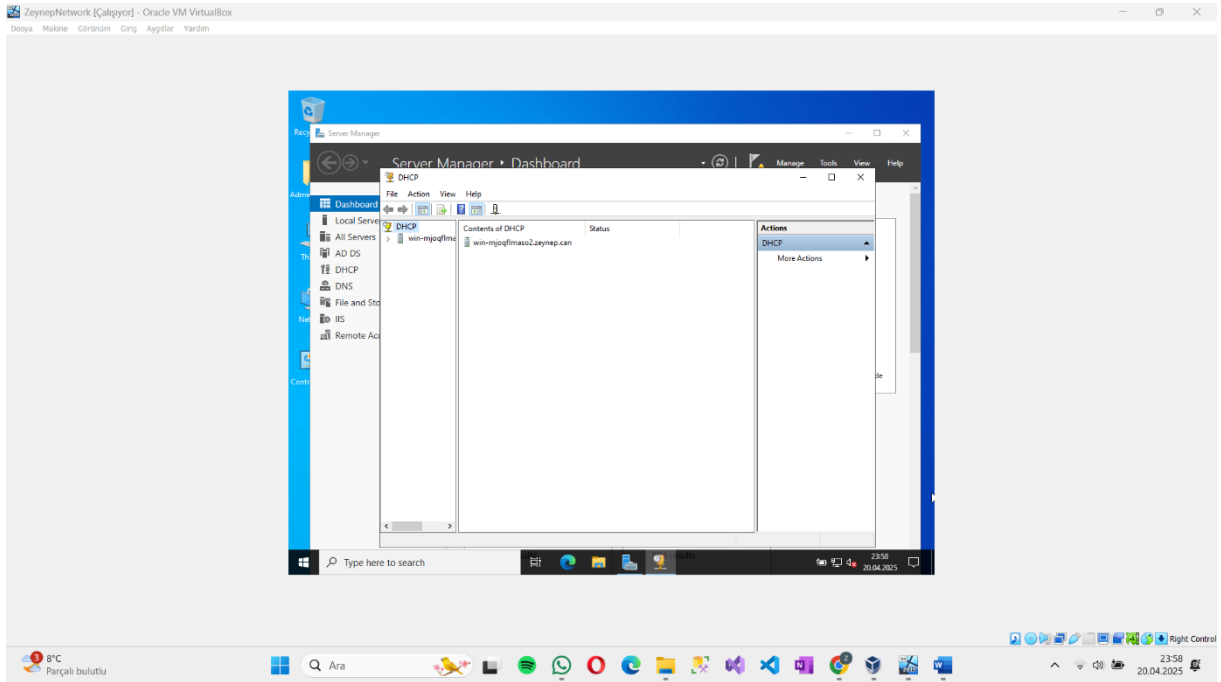 ZeynepNetwork [Çalışıyor] - Oracle VM VirtualBox
Dosya Makine Görünüm Giriş Aygıtlar Yardım
Server Manager
Server Manager • Dashboard
Manage Tools View Help
DHCP
File Action View Help
Dashboard
Local Serve
All Servers
AD DS
DHCP
DNS
File and Sto
IIS
Remote Acc
DHCP
win-mjoqflma
Contents of DHCP Status
win-mjoqflmaso2.zeynep.can
Actions
DHCP
More Actions
Type here to search
23:58
20.04.2025
Right Control
3
8°C
Parçalı bulutlu
Ara
23:58
20.04.2025